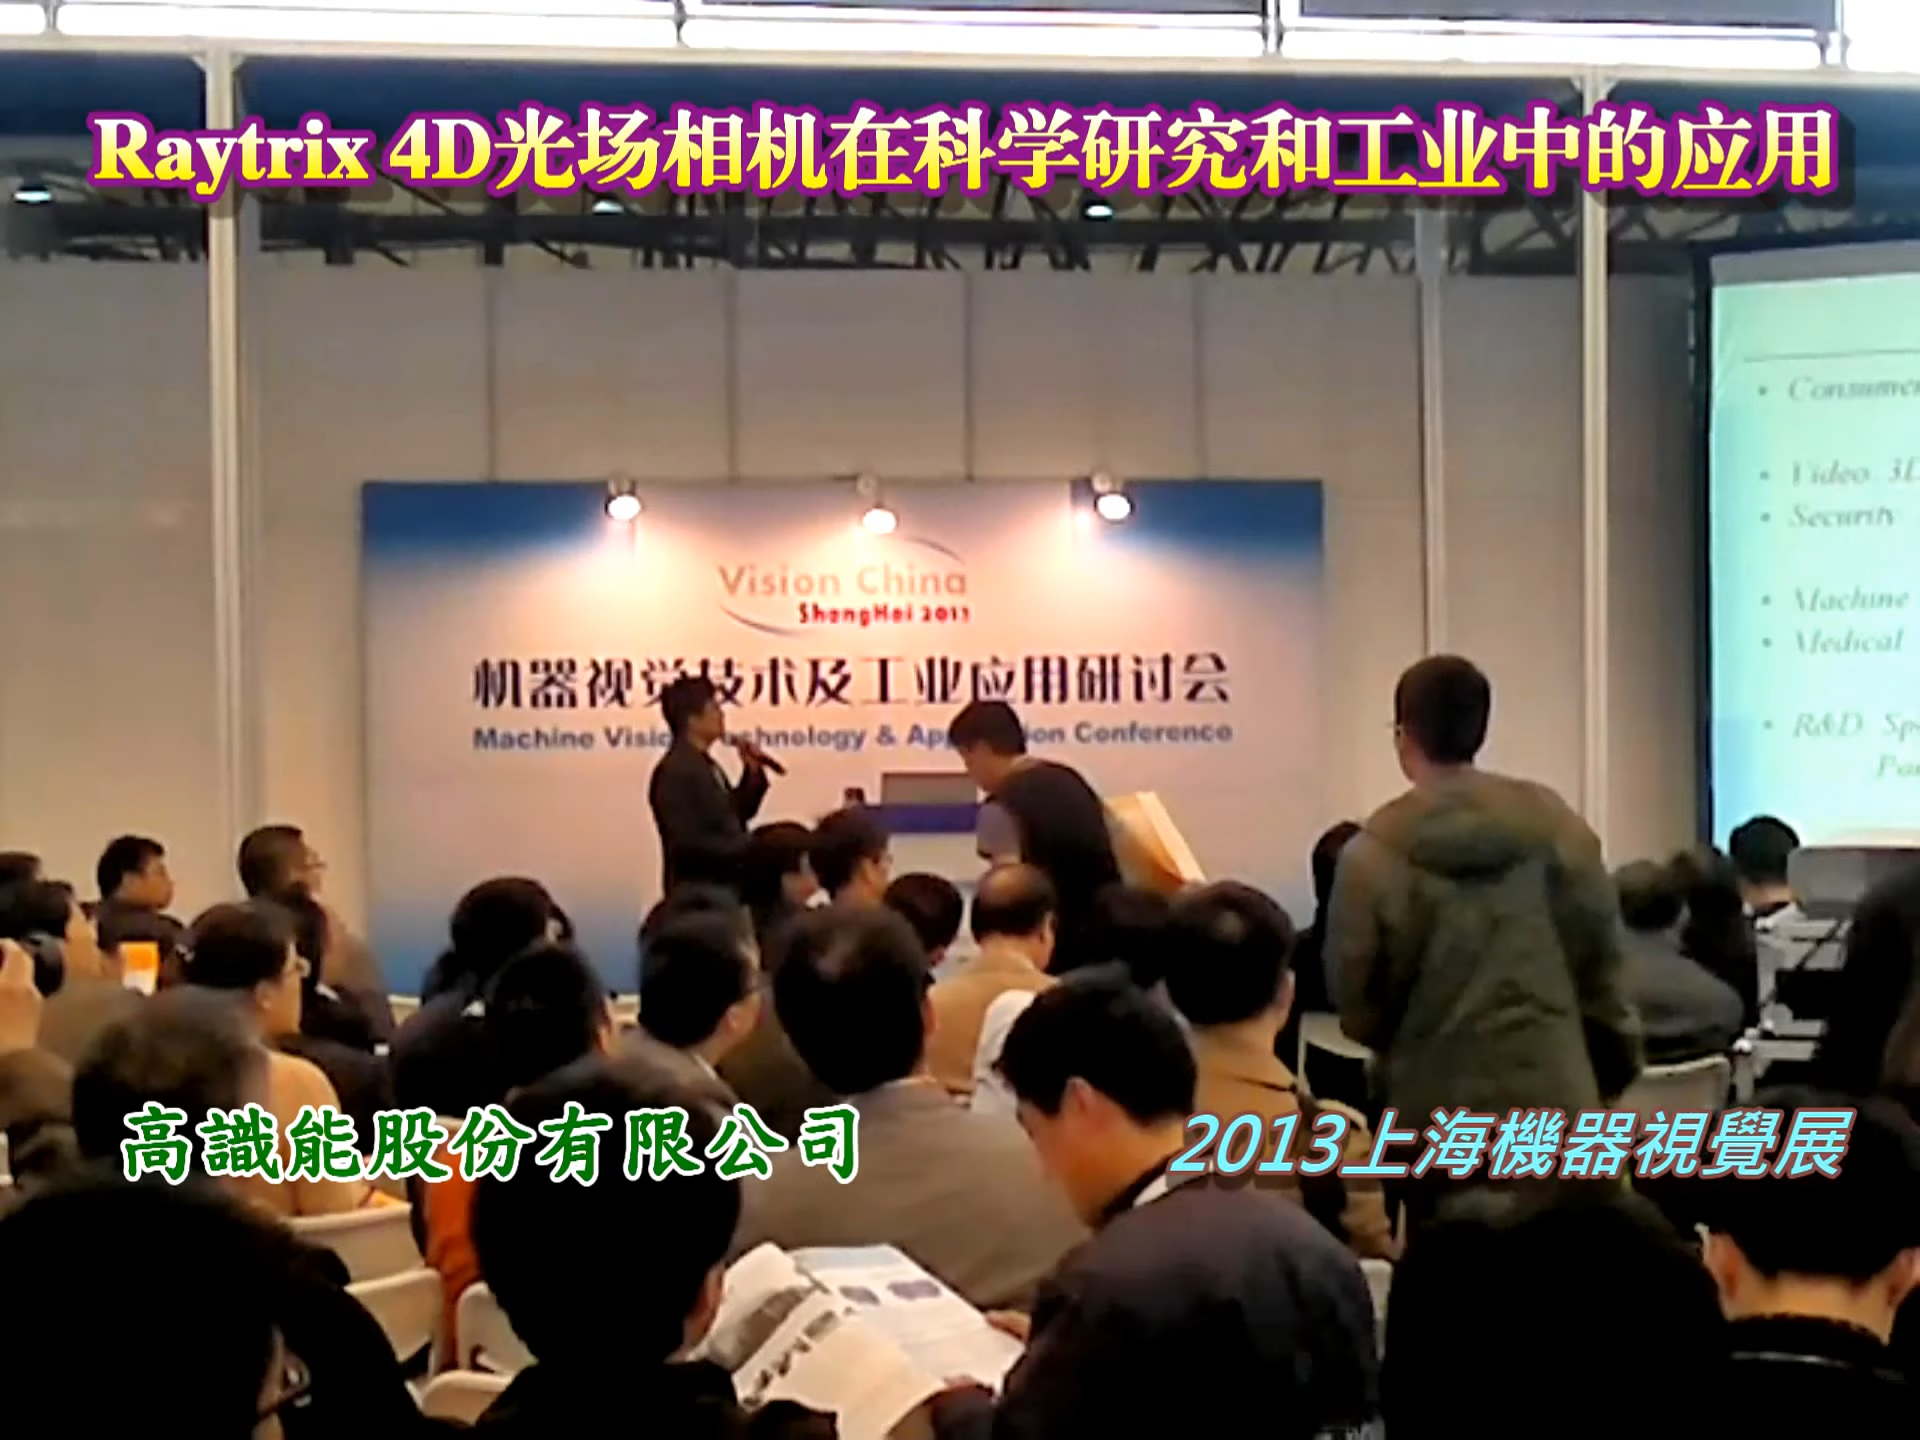 Raytrix 4D光场相机在科学研究和工业中的应用
Vision China
ShangHai 2011
机器视觉技术及工业应用研讨会
Machine Vision Technology & Application Conference
• Consumer
• Video 3D
• Security
• Machine
• Medical
• R&D
高識能股份有限公司
2013上海機器視覺展